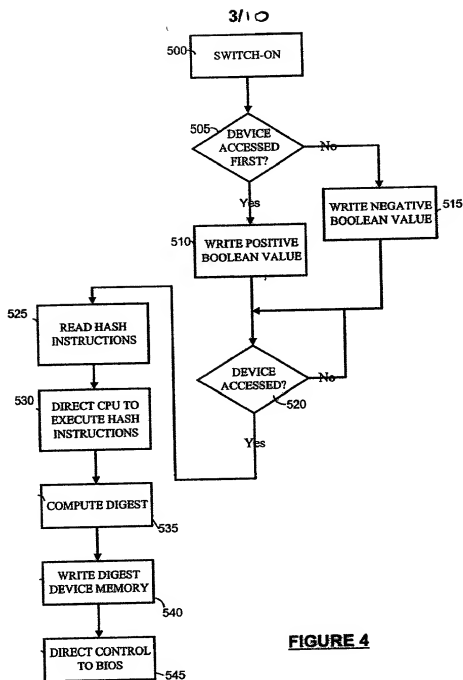 3/10
500
SWITCH-ON
505
DEVICE
ACCESSED
FIRST?
No
Yes
510
WRITE POSITIVE
BOOLEAN VALUE
WRITE NEGATIVE
BOOLEAN VALUE
515
DEVICE
ACCESSED?
No
520
Yes
525
READ HASH
INSTRUCTIONS
530
DIRECT CPU TO
EXECUTE HASH
INSTRUCTIONS
COMPUTE DIGEST
535
WRITE DIGEST
DEVICE MEMORY
540
DIRECT CONTROL
TO BIOS
545
FIGURE 4